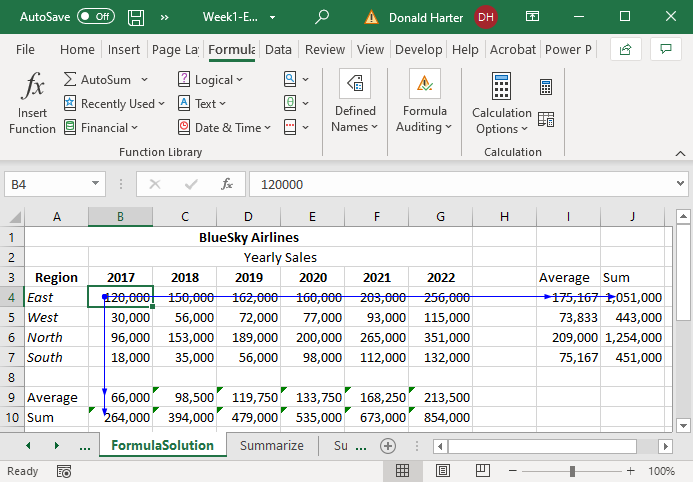 AutoSave Off Week1-E... Donald Harter DH
File Home Insert Page La Formula Data Review View Develop Help Acrobat Power P
fx Insert Function
AutoSum
Recently Used
Financial
Logical
Text
Date & Time
Defined Names
Formula Auditing
Calculation Options
Function Library Calculation
B4 fx 120000
A B C D E F G H I J
1 BlueSky Airlines
2 Yearly Sales
3 Region 2017 2018 2019 2020 2021 2022 Average Sum
4 East 120,000 150,000 162,000 160,000 203,000 256,000 175,167 1,051,000
5 West 30,000 56,000 72,000 77,000 93,000 115,000 73,833 443,000
6 North 96,000 153,000 189,000 200,000 265,000 351,000 209,000 1,254,000
7 South 18,000 35,000 56,000 98,000 112,000 132,000 75,167 451,000
8
9 Average 66,000 98,500 119,750 133,750 168,250 213,500
10 Sum 264,000 394,000 479,000 535,000 673,000 854,000
... FormulaSolution Summarize Su ...
Ready 100%